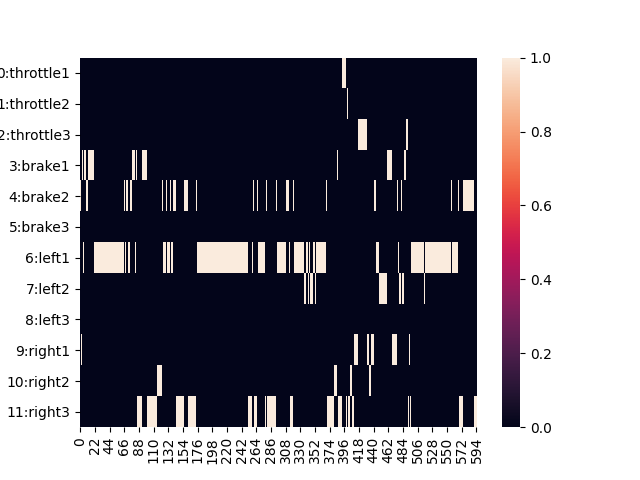 0:throttle1
1:throttle2
2:throttle3
3:brake1
4:brake2
5:brake3
6:left1
7:left2
8:left3
9:right1
10:right2
11:right3
0 22 44 66 88 110 132 154 176 198 220 242 264 286 308 330 352 374 396 418 440 462 484 506 528 550 572 594
1.0
0.8
0.6
0.4
0.2
0.0